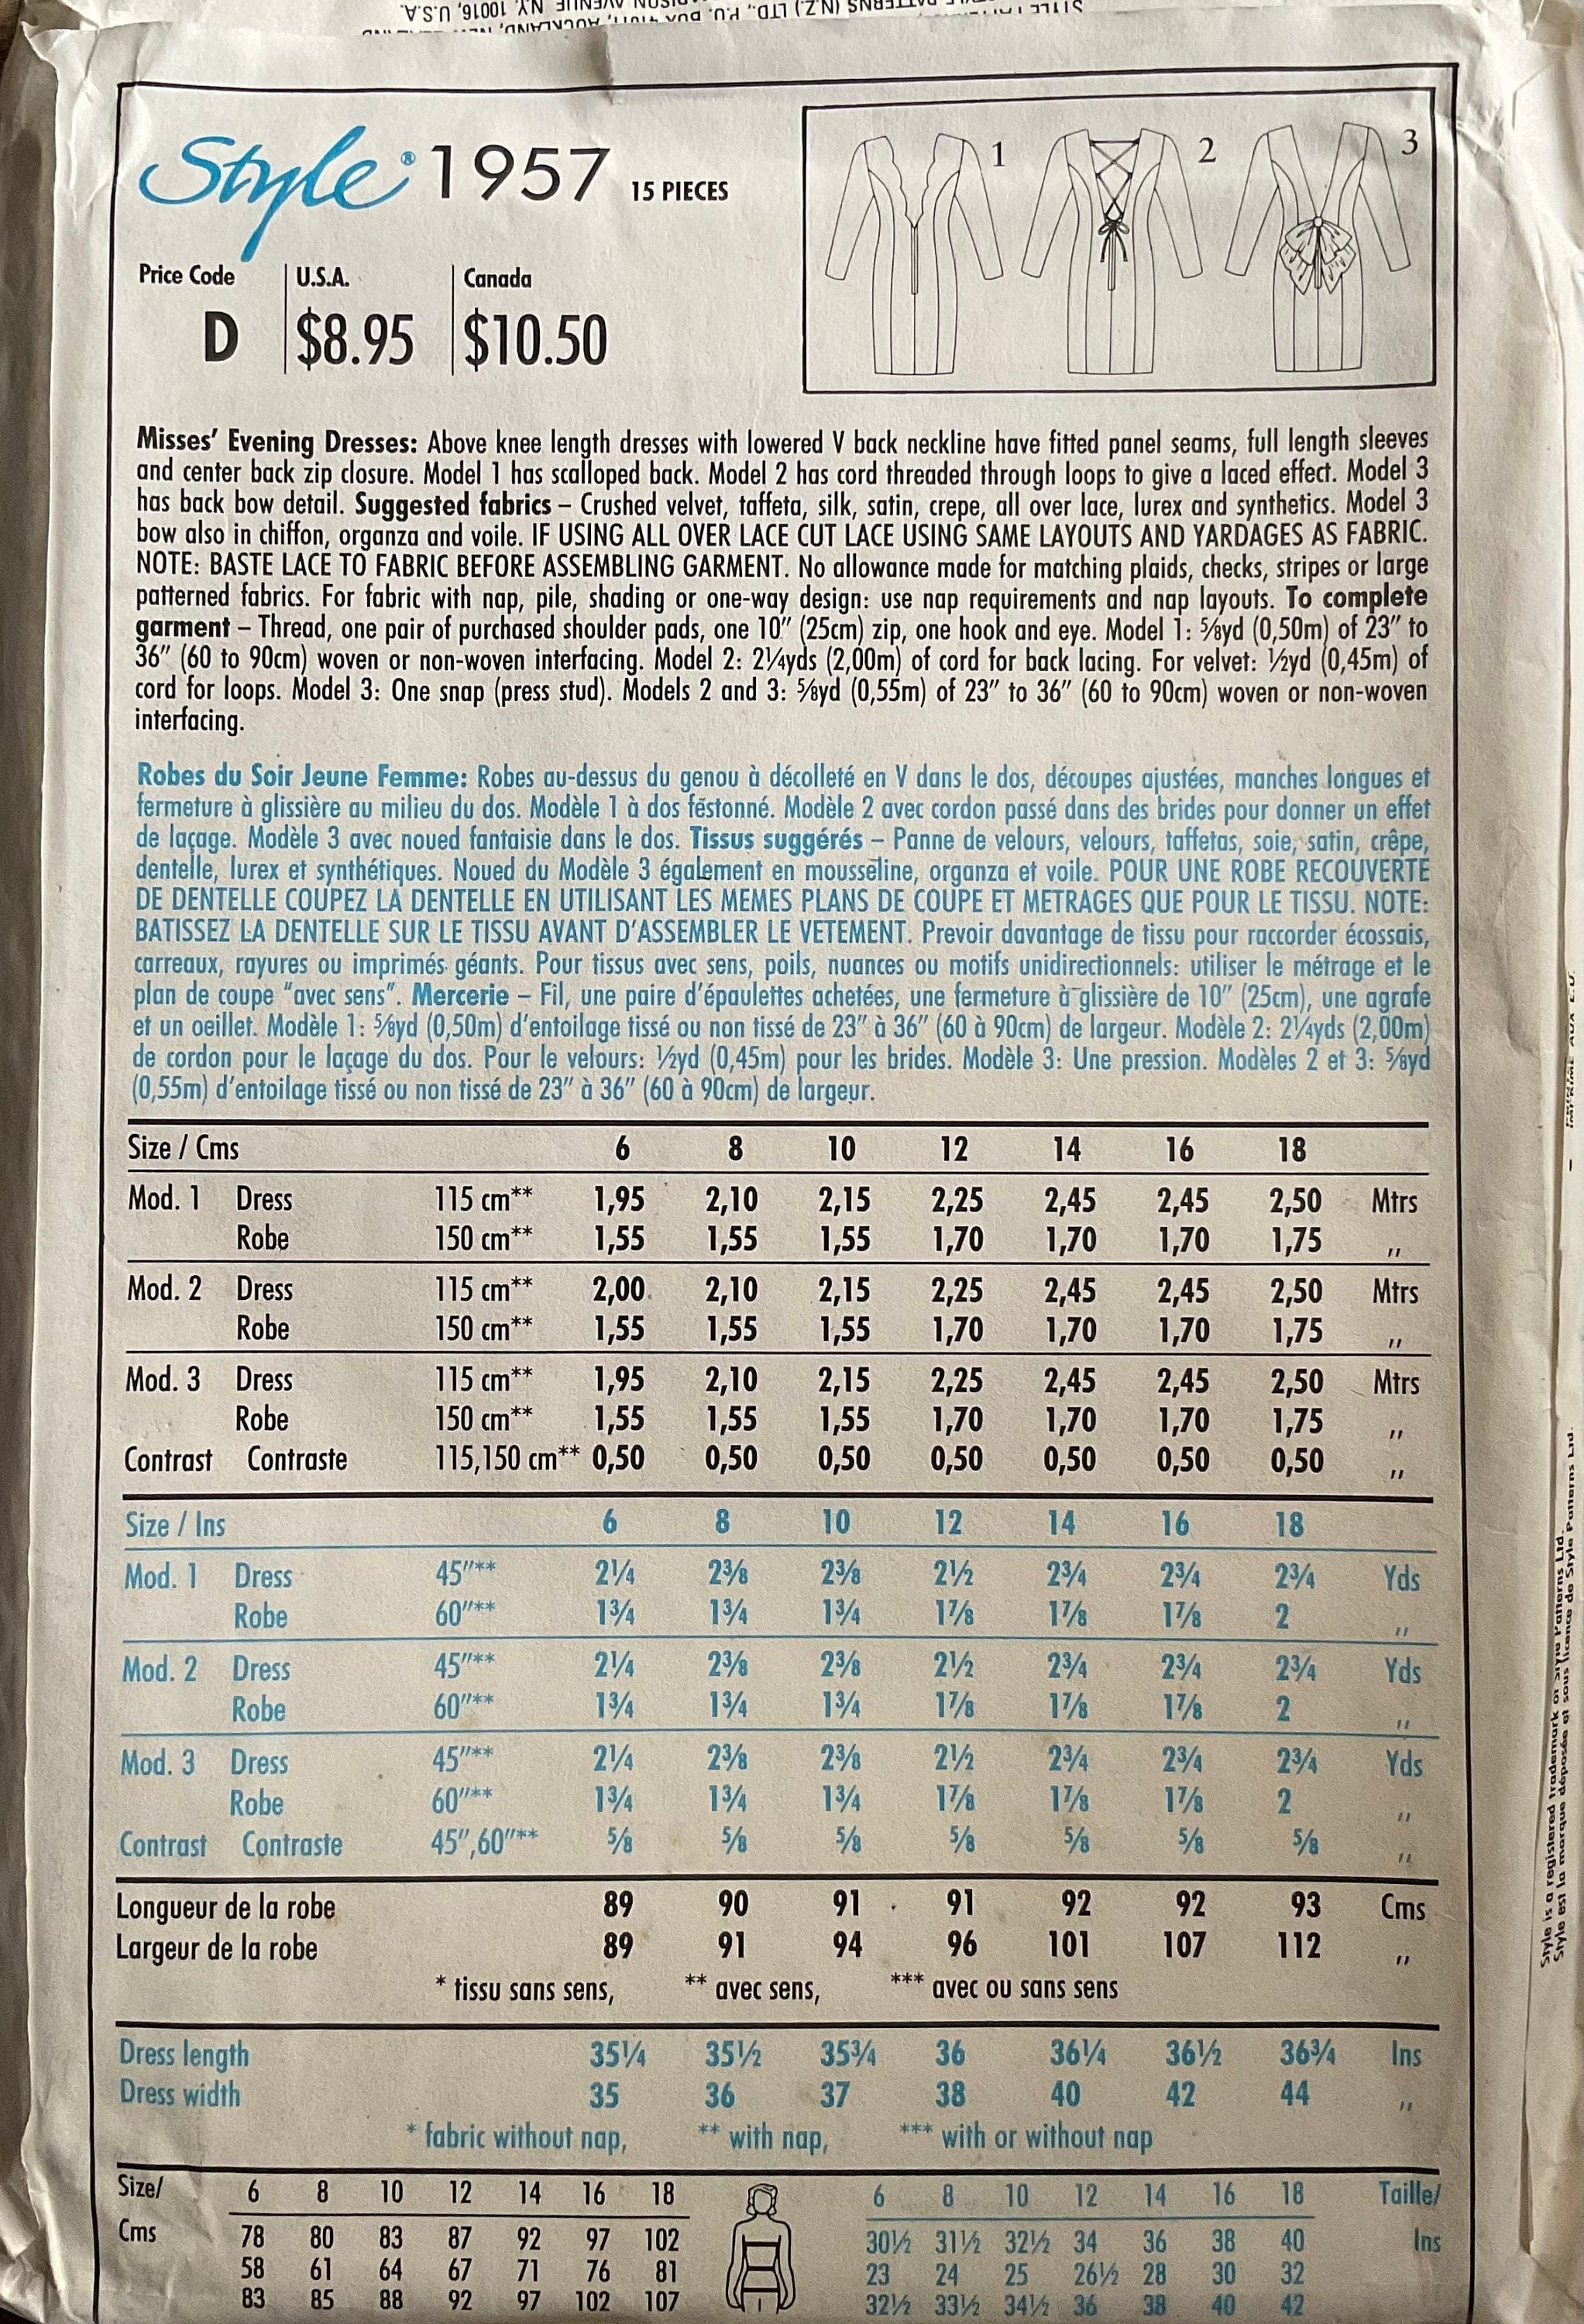 U.S.A.
Style® 1957 15 PIECES
Price Code U.S.A. Canada
D $8.95 $10.50
1 2 3
Misses’ Evening Dresses: Above knee length dresses with lowered V back neckline have fitted panel seams, full length sleeves
and center back zip closure. Model 1 has scalloped back. Model 2 has cord threaded through loops to give a laced effect. Model 3
has back bow detail. Suggested fabrics – Crushed velvet, taffeta, silk, satin, crepe, all over lace, lurex and synthetics. Model 3
bow also in chiffon, organza and voile. IF USING ALL OVER LACE CUT LACE USING SAME LAYOUTS AND YARDAGES AS FABRIC.
NOTE: BASTE LACE TO FABRIC BEFORE ASSEMBLING GARMENT. No allowance made for matching plaids, checks, stripes or large
patterned fabrics. For fabric with nap, pile, shading or one-way design: use nap requirements and nap layouts. To complete
garment – Thread, one pair of purchased shoulder pads, one 10″ (25cm) zip, one hook and eye. Model 1: ⅝yd (0,50m) of 23″ to
36″ (60 to 90cm) woven or non-woven interfacing. Model 2: 2¼yds (2,00m) of cord for back lacing. For velvet: ½yd (0,45m) of
cord for loops. Model 3: One snap (press stud). Models 2 and 3: ⅝yd (0,55m) of 23″ to 36″ (60 to 90cm) woven or non-woven
interfacing.
Robes du Soir Jeune Femme: Robes au-dessus du genou à décolleté en V dans le dos, découpes ajustées, manches longues et
fermeture à glissière au milieu du dos. Modèle 1 à dos festonné. Modèle 2 avec cordon passé dans des brides pour donner un effet
de laçage. Modèle 3 avec noued fantaisie dans le dos. Tissus suggérés – Panne de velours, velours, taffetas, soie, satin, crêpe,
dentelle, lurex et synthétiques. Noued du Modèle 3 également en mousseline, organza et voile. POUR UNE ROBE RECOUVERTE
DE DENTELLE COUPEZ LA DENTELLE EN UTILISANT LES MEMES PLANS DE COUPE ET METRAGES QUE POUR LE TISSU. NOTE:
BATISSEZ LA DENTELLE SUR LE TISSU AVANT D’ASSEMBLER LE VETEMENT. Prevoir davantage de tissu pour raccorder écossais,
carreaux, rayures ou imprimés géants. Pour tissus avec sens, poils, nuances ou motifs unidirectionnels: utiliser le métrage et le
plan de coupe “avec sens”. Mercerie – Fil, une paire d’épaulettes achetées, une fermeture à glissière de 10″ (25cm), une agrafe
et un oeillet. Modèle 1: ⅝yd (0,50m) d’entoilage tissé ou non tissé de 23″ à 36″ (60 à 90cm) de largeur. Modèle 2: 2¼yds (2,00m)
de cordon pour le laçage du dos. Pour le velours: ½yd (0,45m) pour les brides. Modèle 3: Une pression. Modèles 2 et 3: ⅝yd
(0,55m) d’entoilage tissé ou non tissé de 23″ à 36″ (60 à 90cm) de largeur.
Size / Cms 6 8 10 12 14 16 18
Mod. 1 Dress 115 cm** 1,95 2,10 2,15 2,25 2,45 2,45 2,50 Mtrs
Robe 150 cm** 1,55 1,55 1,55 1,70 1,70 1,70 1,75 ,,
Mod. 2 Dress 115 cm** 2,00 2,10 2,15 2,25 2,45 2,45 2,50 Mtrs
Robe 150 cm** 1,55 1,55 1,55 1,70 1,70 1,70 1,75 ,,
Mod. 3 Dress 115 cm** 1,95 2,10 2,15 2,25 2,45 2,45 2,50 Mtrs
Robe 150 cm** 1,55 1,55 1,55 1,70 1,70 1,70 1,75 ,,
Contrast Contraste 115,150 cm** 0,50 0,50 0,50 0,50 0,50 0,50 0,50 ,,
Size / Ins 6 8 10 12 14 16 18
Mod. 1 Dress 45″** 2¼ 2⅜ 2⅜ 2½ 2¾ 2¾ 2¾ Yds
Robe 60″** 1¾ 1¾ 1¾ 1⅞ 1⅞ 1⅞ 2 ,,
Mod. 2 Dress 45″** 2¼ 2⅜ 2⅜ 2½ 2¾ 2¾ 2¾ Yds
Robe 60″** 1¾ 1¾ 1¾ 1⅞ 1⅞ 1⅞ 2 ,,
Mod. 3 Dress 45″** 2¼ 2⅜ 2⅜ 2½ 2¾ 2¾ 2¾ Yds
Robe 60″** 1¾ 1¾ 1¾ 1⅞ 1⅞ 1⅞ 2 ,,
Contrast Contraste 45″,60″** ⅝ ⅝ ⅝ ⅝ ⅝ ⅝ ⅝ ,,
Longueur de la robe 89 90 91 91 92 92 93 Cms
Largeur de la robe 89 91 94 96 101 107 112 ,,
* tissu sans sens, ** avec sens, *** avec ou sans sens
Dress length 35¼ 35½ 35¾ 36 36¼ 36½ 36¾ Ins
Dress width 35 36 37 38 40 42 44 ,,
* fabric without nap, ** with nap, *** with or without nap
Size/ 6 8 10 12 14 16 18 6 8 10 12 14 16 18 Taille/
Cms 78 80 83 87 92 97 102 30½ 31½ 32½ 34 36 38 40 Ins
58 61 64 67 71 76 81 23 24 25 26½ 28 30 32
83 85 88 92 97 102 107 32½ 33½ 34½ 36 38 40 42
Style is a registered trademark of Style Patterns Ltd.
Style est la marque déposée et sous licence de Style Patterns Ltd.